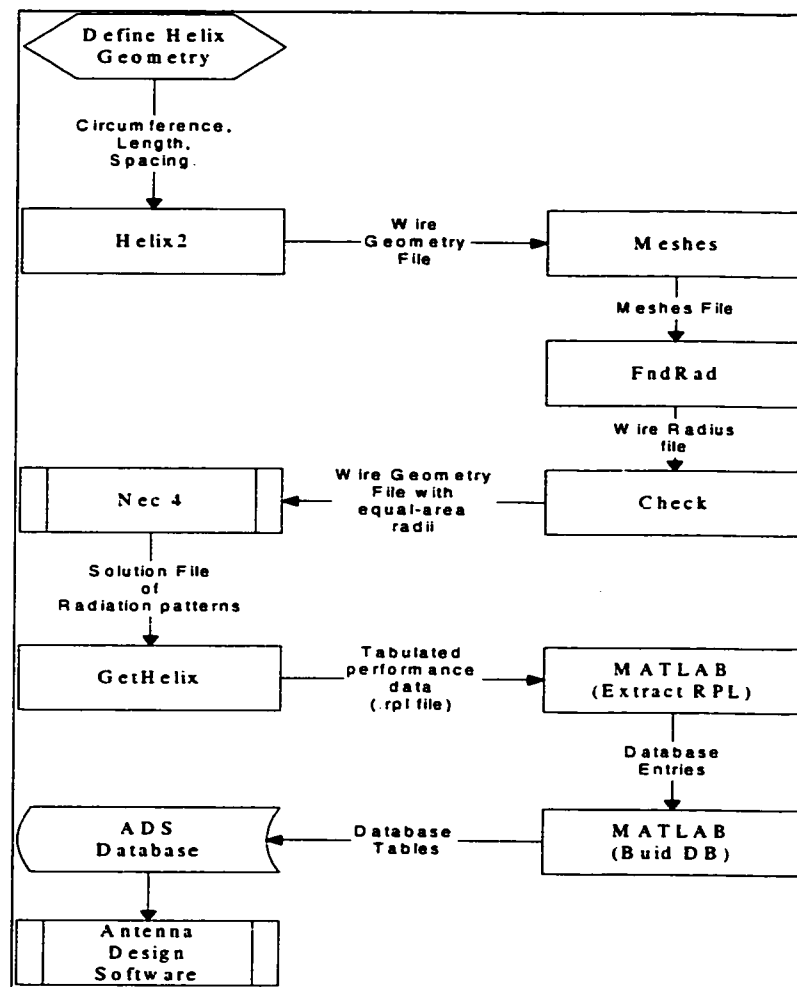 Define Helix
Geometry
Circumference,
Length,
Spacing.
Helix2
Wire
Geometry
File
Meshes
Meshes File
FndRad
Wire Radius
file
Check
Wire Geometry
File with
equal-area
radii
Nec 4
Solution File
of
Radiation patterns
GetHelix
Tabulated
performance
data
(.rpl file)
MATLAB
(Extract RPL)
Database
Entries
MATLAB
(Buid DB)
Database
Tables
ADS
Database
Antenna
Design
Software